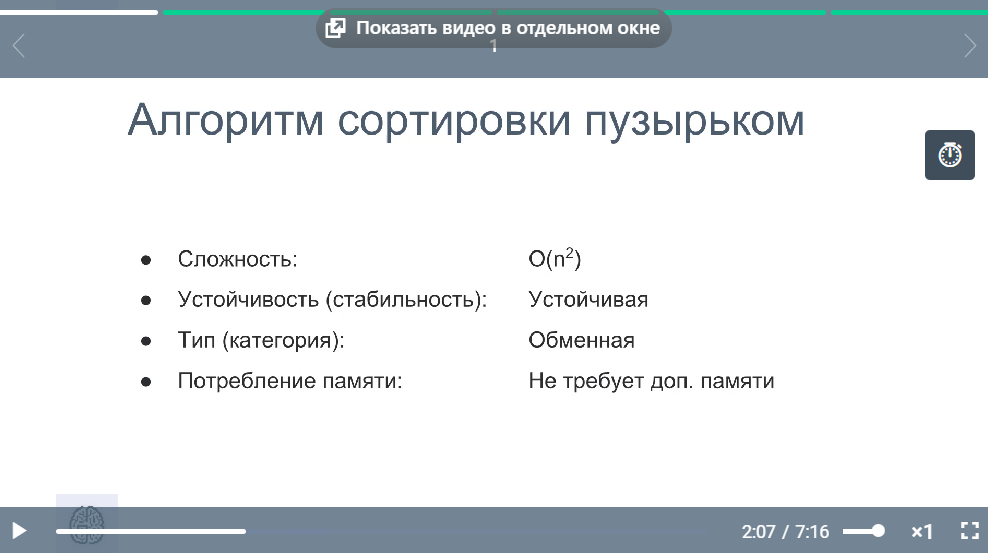 Показать видео в отдельном окне
1
Алгоритм сортировки пузырьком
● Сложность: O(n²)
● Устойчивость (стабильность): Устойчивая
● Тип (категория): Обменная
● Потребление памяти: Не требует доп. памяти
2:07 / 7:16 ×1